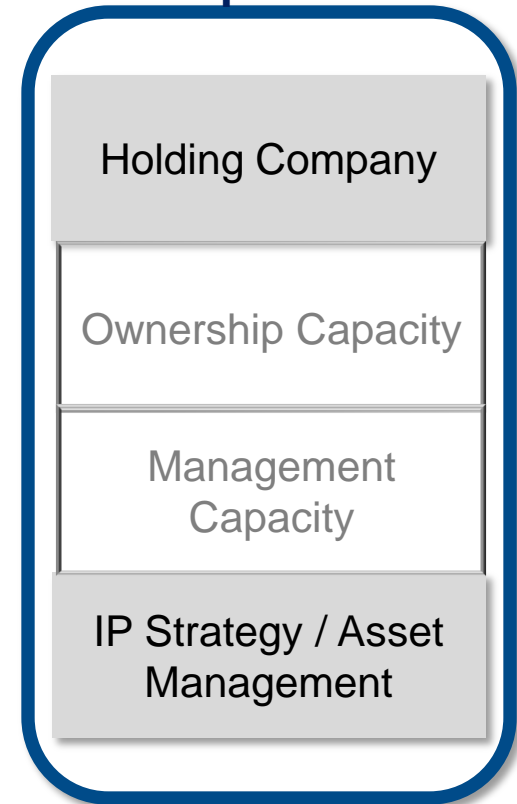 Holding Company
Ownership Capacity
Management
Capacity
IP Strategy / Asset
Management